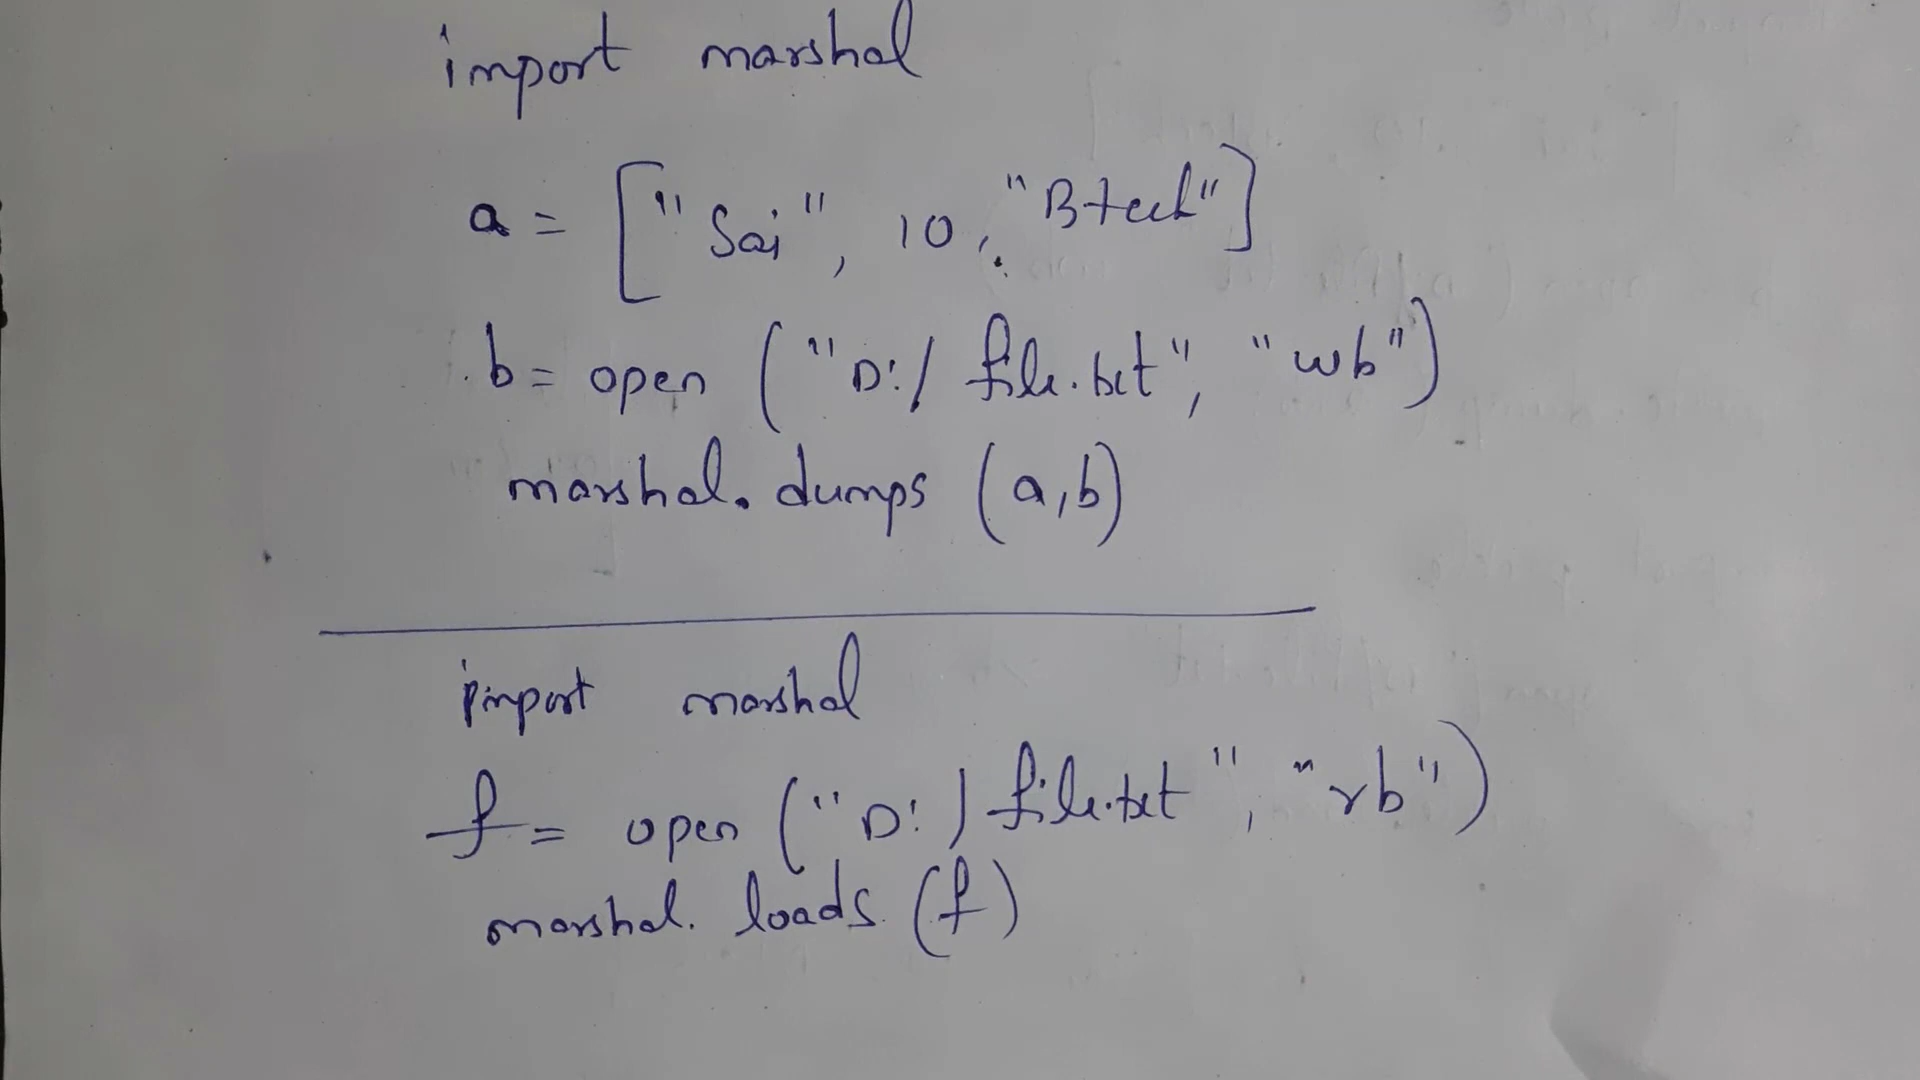 import marshal
a = ["Sai", 10, "Btech"]
b = open ("D:/ file.txt", "wb")
marshal.dumps (a,b)
import marshal
f = open ("D:/ file.txt", "rb")
marshal.loads (f)